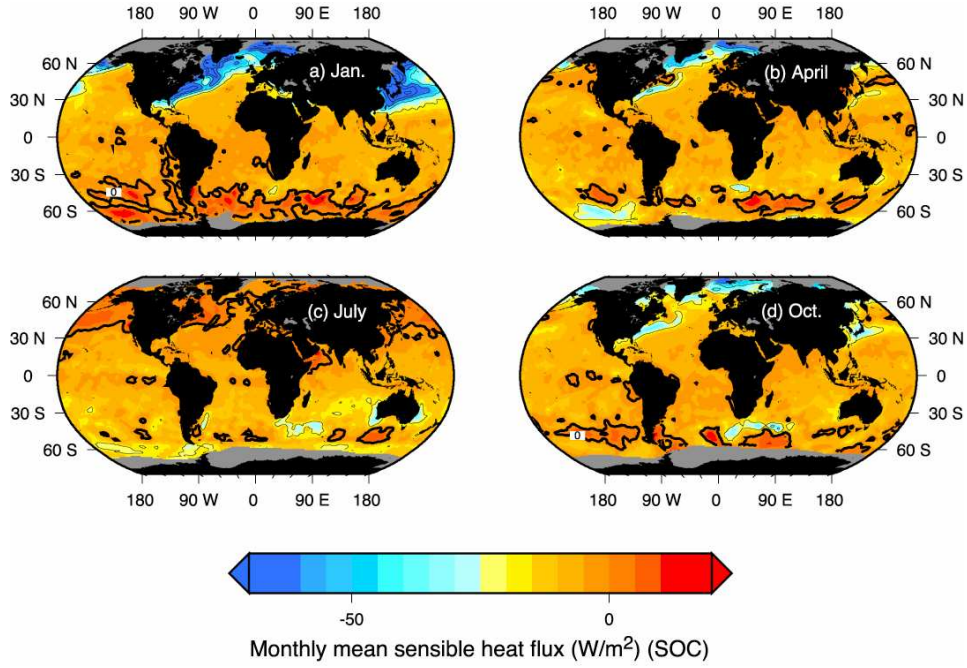 90 W 90 E
180 0 180
60 N
30 N
0
30 S
60 S
a) Jan.
0
90 W 90 E
180 0 180
60 N
30 N
0
30 S
60 S
(b) April
60 N
30 N
0
30 S
60 S
(c) July
180 90 W 0 90 E 180
60 N
30 N
0
30 S
60 S
(d) Oct.
0
180 90 W 0 90 E 180
-50 0
Monthly mean sensible heat flux (W/m²) (SOC)